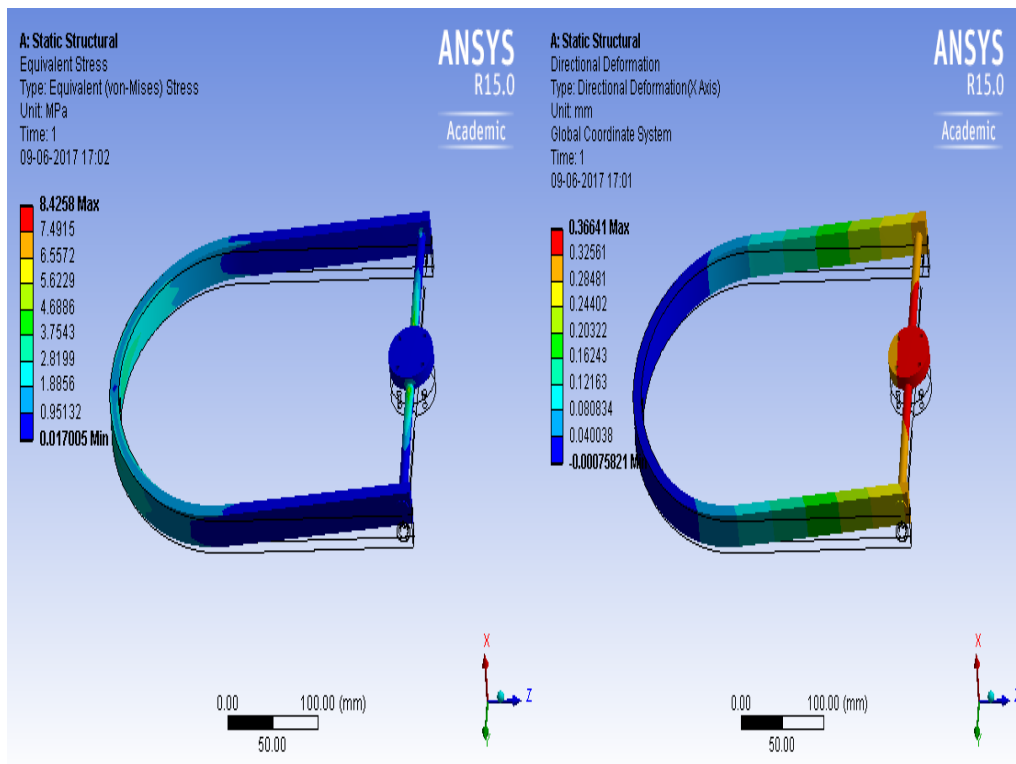 A: Static Structural
Equivalent Stress
Type: Equivalent (von-Mises) Stress
Unit: MPa
Time: 1
09-06-2017 17:02
ANSYS
R15.0
Academic
8.4258 Max
7.4915
6.5572
5.6229
4.6886
3.7543
2.8199
1.8856
0.95132
0.017005 Min
0.00
100.00 (mm)
50.00
X
Z
A: Static Structural
Directional Deformation
Type: Directional Deformation(X Axis)
Unit: mm
Global Coordinate System
Time: 1
09-06-2017 17:01
ANSYS
R15.0
Academic
0.36641 Max
0.32561
0.28481
0.24402
0.20322
0.16243
0.12163
0.080834
0.040038
-0.00075821 M
0.00
100.00 (mm)
50.00
X
Z